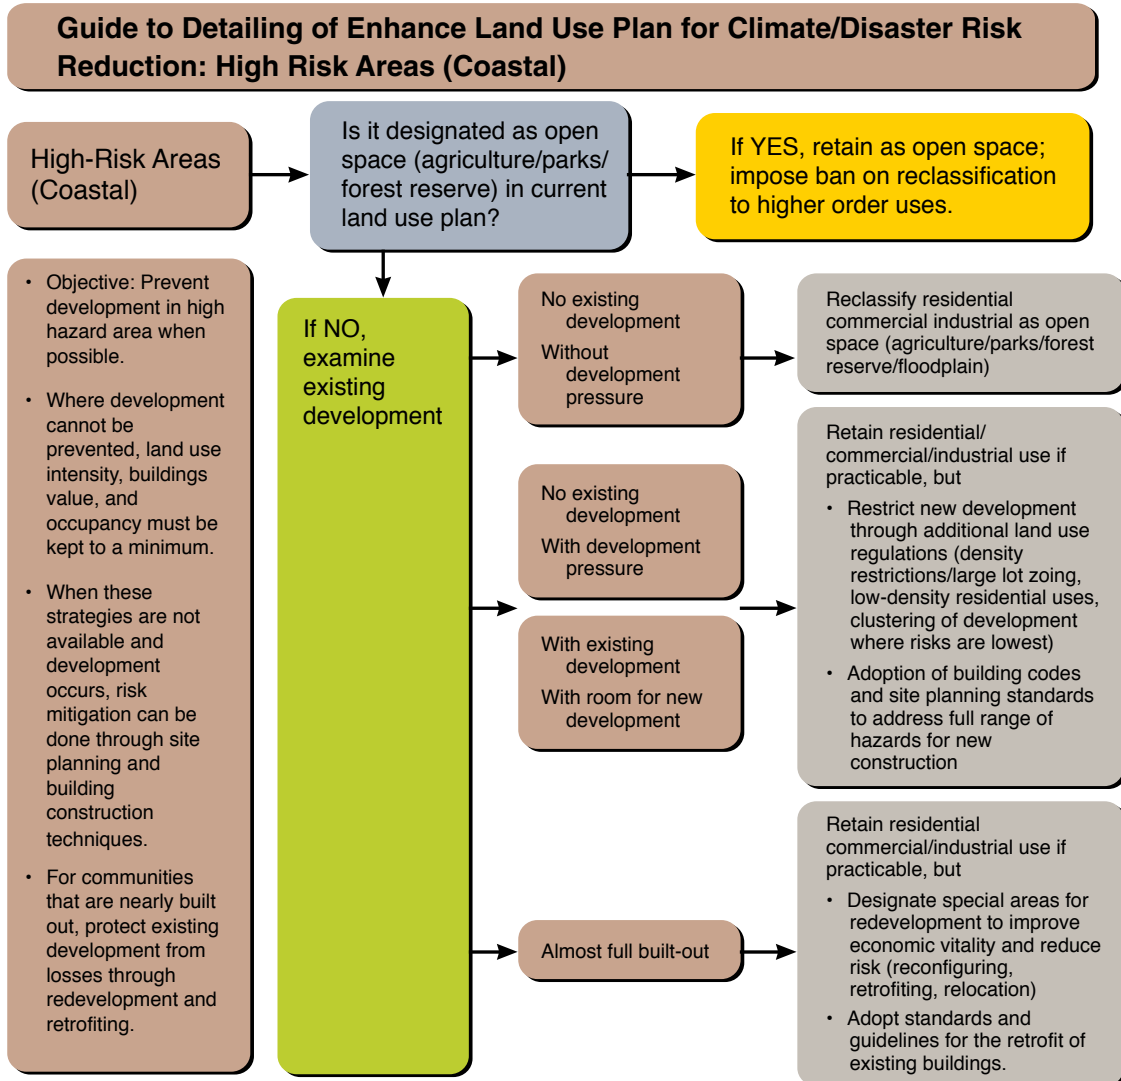 Guide to Detailing of Enhance Land Use Plan for Climate/Disaster Risk
Reduction: High Risk Areas (Coastal)
High-Risk Areas
(Coastal)
Is it designated as open
space (agriculture/parks/
forest reserve) in current
land use plan?
If YES, retain as open space;
impose ban on reclassification
to higher order uses.
• Objective: Prevent
development in high
hazard area when
possible.
• Where development
cannot be
prevented, land use
intensity, buildings
value, and
occupancy must be
kept to a minimum.
• When these
strategies are not
available and
development
occurs, risk
mitigation can be
done through site
planning and
building
construction
techniques.
• For communities
that are nearly built
out, protect existing
development from
losses through
redevelopment and
retrofiting.
If NO,
examine
existing
development
No existing
development
Without
development
pressure
Reclassify residential
commercial industrial as open
space (agriculture/parks/forest
reserve/floodplain)
No existing
development
With development
pressure
With existing
development
With room for new
development
Retain residential/
commercial/industrial use if
practicable, but
• Restrict new development
through additional land use
regulations (density
restrictions/large lot zoing,
low-density residential uses,
clustering of development
where risks are lowest)
• Adoption of building codes
and site planning standards
to address full range of
hazards for new
construction
Almost full built-out
Retain residential
commercial/industrial use if
practicable, but
• Designate special areas for
redevelopment to improve
economic vitality and reduce
risk (reconfiguring,
retrofiting, relocation)
• Adopt standards and
guidelines for the retrofit of
existing buildings.